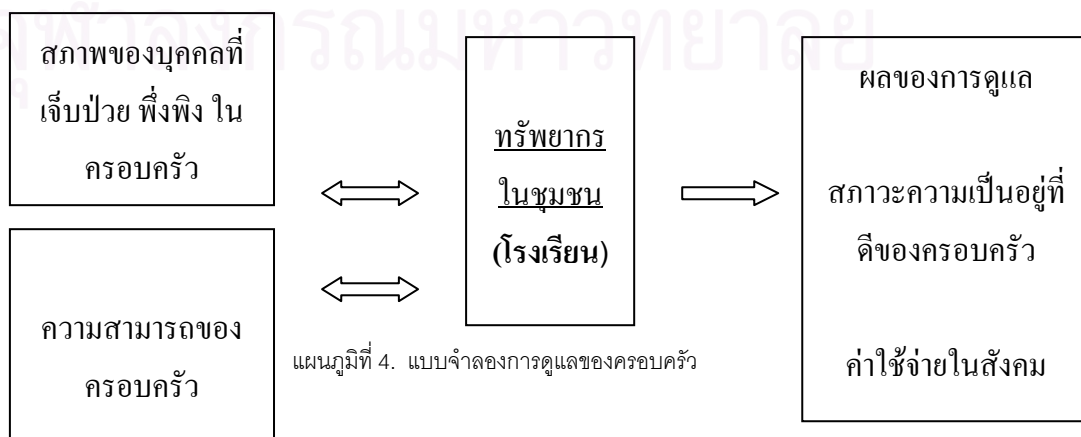 สภาพของบุคคลที่
เจ็บป่วย พึ่งพิง ใน
ครอบครัว
ความสามารถของ
ครอบครัว
ทรัพยากร
ในชุมชน
(โรงเรียน)
ผลของการดูแล
สภาวะความเป็นอยู่ที่
ดีของครอบครัว
ค่าใช้จ่ายในสังคม
แผนภูมิที่ 4. แบบจำลองการดูแลของครอบครัว